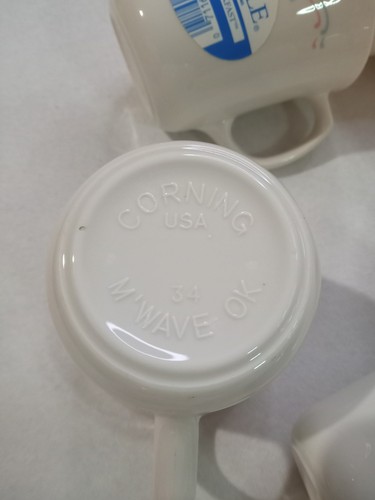 CORNING
USA
34
M'WAVE OK.